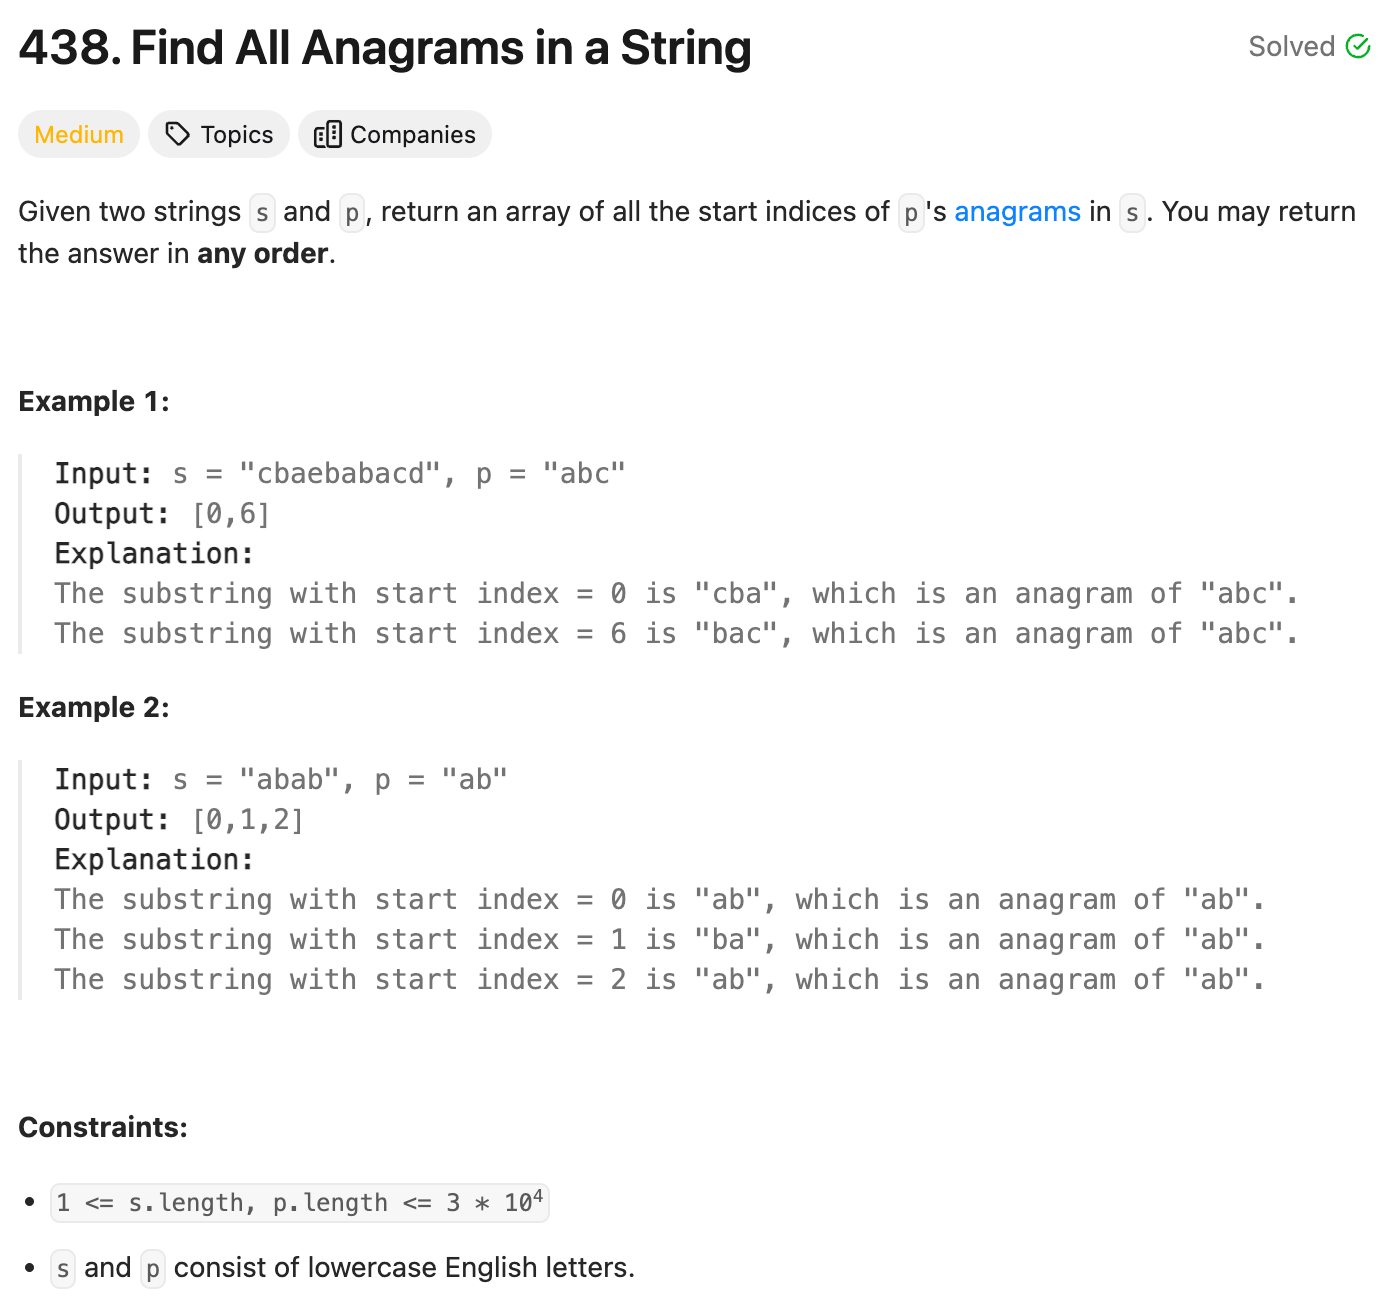 438. Find All Anagrams in a String
Solved
Medium
Topics
Companies
Given two strings s and p, return an array of all the start indices of p's anagrams in s. You may return
the answer in any order.
Example 1:
Input: s = "cbaebabacd", p = "abc"
Output: [0,6]
Explanation:
The substring with start index = 0 is "cba", which is an anagram of "abc".
The substring with start index = 6 is "bac", which is an anagram of "abc".
Example 2:
Input: s = "abab", p = "ab"
Output: [0,1,2]
Explanation:
The substring with start index = 0 is "ab", which is an anagram of "ab".
The substring with start index = 1 is "ba", which is an anagram of "ab".
The substring with start index = 2 is "ab", which is an anagram of "ab".
Constraints:
• 1 <= s.length, p.length <= 3 * 10⁴
• s and p consist of lowercase English letters.